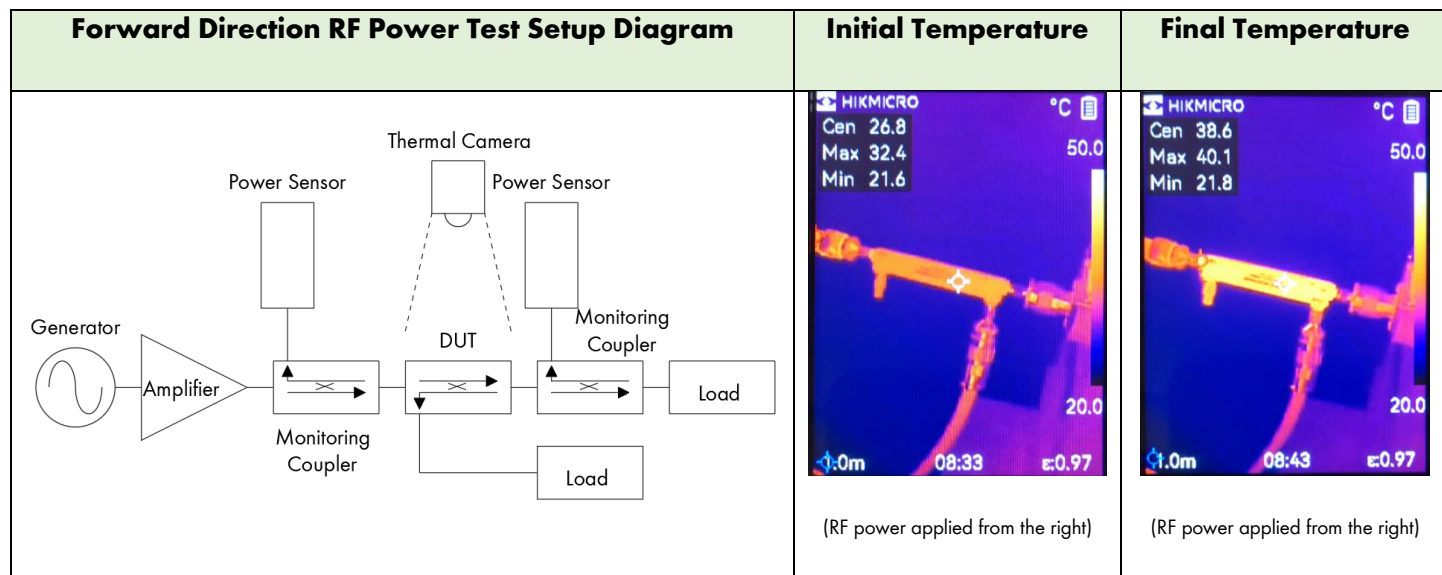 Forward Direction RF Power Test Setup Diagram
Initial Temperature
Final Temperature
Thermal Camera
Power Sensor
Power Sensor
Generator
Amplifier
Monitoring
Coupler
DUT
Monitoring
Coupler
Load
Load
HIKMICRO
°C
Cen 26.8
Max 32.4
Min 21.6
50.0
20.0
1.0m
08:33
ε:0.97
(RF power applied from the right)
HIKMICRO
°C
Cen 38.6
Max 40.1
Min 21.8
50.0
20.0
1.0m
08:43
ε:0.97
(RF power applied from the right)